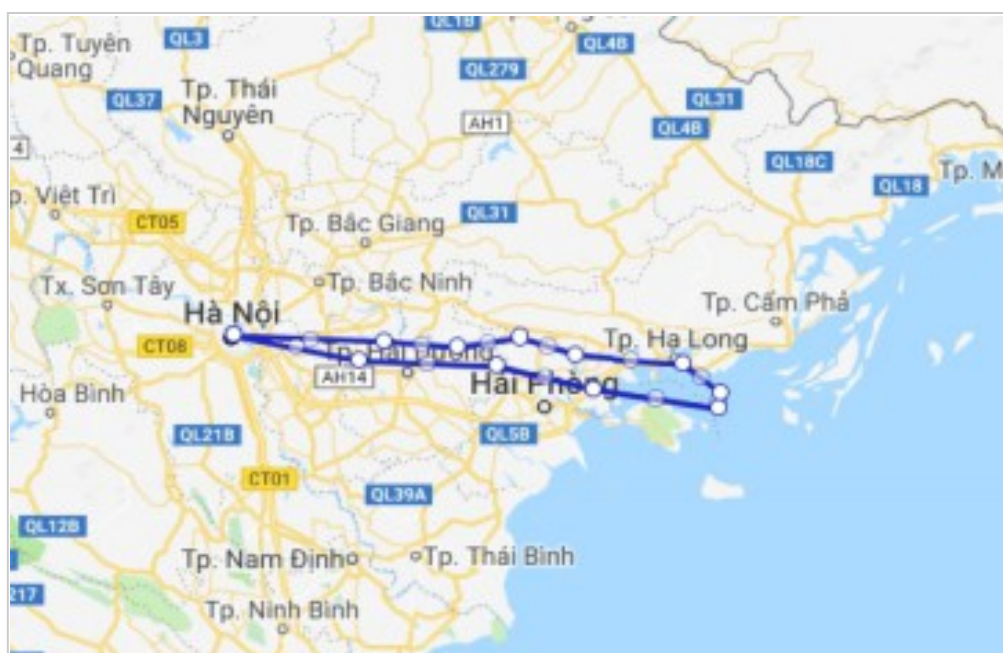 QL1B
QL3
Tp. Tuyên
Quang
QL4B
QL279
QL37
Tp. Thái
Nguyên
QL31
AH1
QL4B
4
QL18C
Tp. M
QL18
p. Việt Trì
CT05
QL31
Tp. Bắc Giang
Tx. Sơn Tây
Tp. Bắc Ninh
Tp. Cẩm Phả
Hà Nội
Tp. Hạ Long
CT08
Tp. Hải Dương
AH14
Hải Phòng
Hòa Bình
QL21B
QL5B
CT01
QL39A
QL12B
Tp. Nam Định
Tp. Thái Bình
217
Tp. Ninh Bình